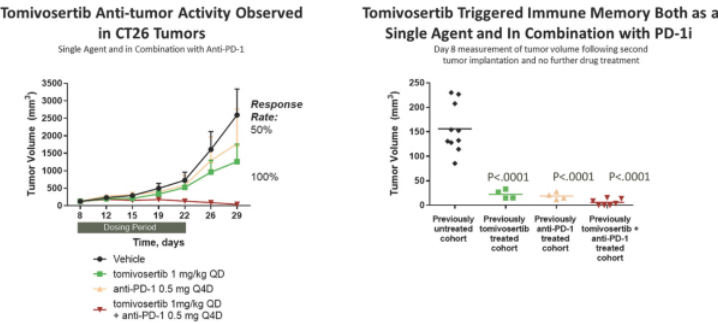 Tomivosertib Anti-tumor Activity Observed
in CT26 Tumors
Single Agent and in Combination with Anti-PD-1
Tumor Volume (mm³)
3500
3000
2500
2000
1500
1000
500
0
8 12 15 19 22 26 29
Dosing Period
Time, days
Response
Rate:
50%
100%
Vehicle
tomivosertib 1 mg/kg QD
anti-PD-1 0.5 mg Q4D
tomivosertib 1mg/kg QD
+ anti-PD-1 0.5 mg Q4D
Tomivosertib Triggered Immune Memory Both as a
Single Agent and In Combination with PD-1i
Day 8 measurement of tumor volume following second
tumor implantation and no further drug treatment
Tumor Volume (mm³)
250
200
150
100
50
0
P<.0001 P<.0001 P<.0001
Previously
untreated
cohort
Previously
tomivosertib
treated
cohort
Previously
anti-PD-1
treated
cohort
Previously
tomivosertib +
anti-PD-1
treated
cohort